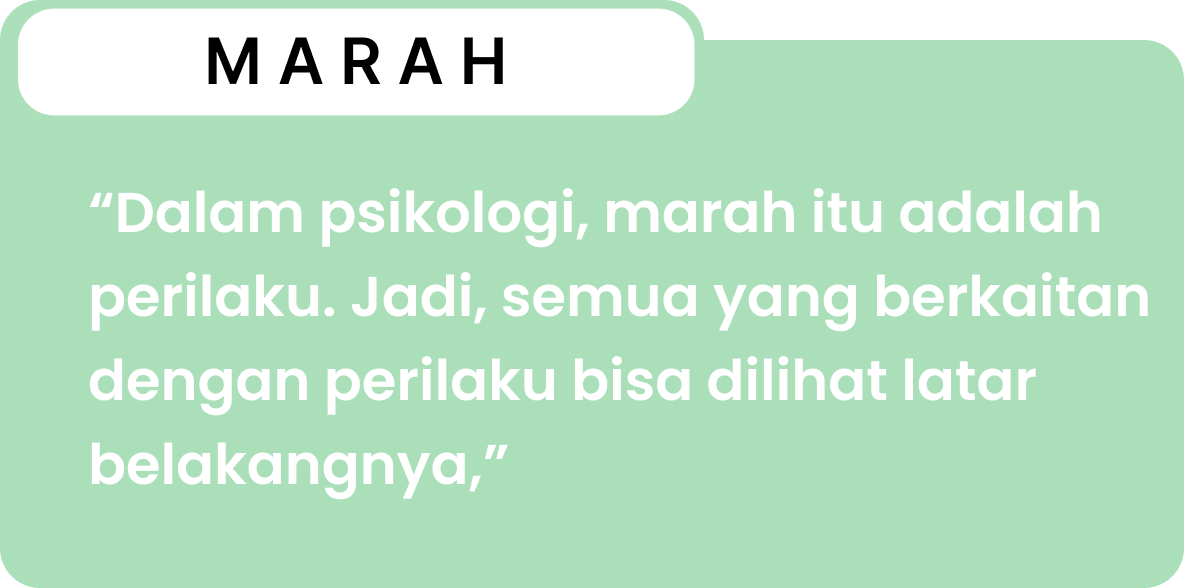 MARAH
“Dalam psikologi, marah itu adalah
perilaku. Jadi, semua yang berkaitan
dengan perilaku bisa dilihat latar
belakangnya,”